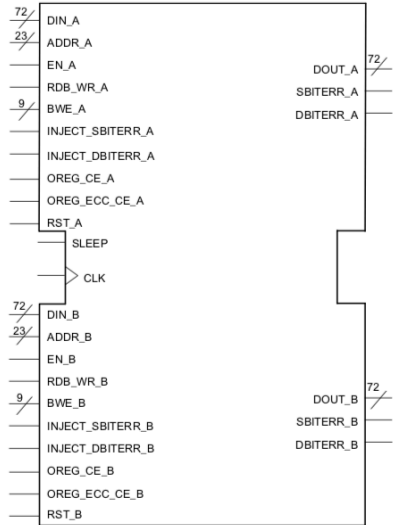 72
DIN_A
23
ADDR_A
EN_A
RDB_WR_A
9
BWE_A
INJECT_SBITERR_A
INJECT_DBITERR_A
OREG_CE_A
OREG_ECC_CE_A
RST_A
72
DOUT_A
SBITERR_A
DBITERR_A
SLEEP
CLK
72
DIN_B
23
ADDR_B
EN_B
RDB_WR_B
9
BWE_B
INJECT_SBITERR_B
INJECT_DBITERR_B
OREG_CE_B
OREG_ECC_CE_B
RST_B
72
DOUT_B
SBITERR_B
DBITERR_B